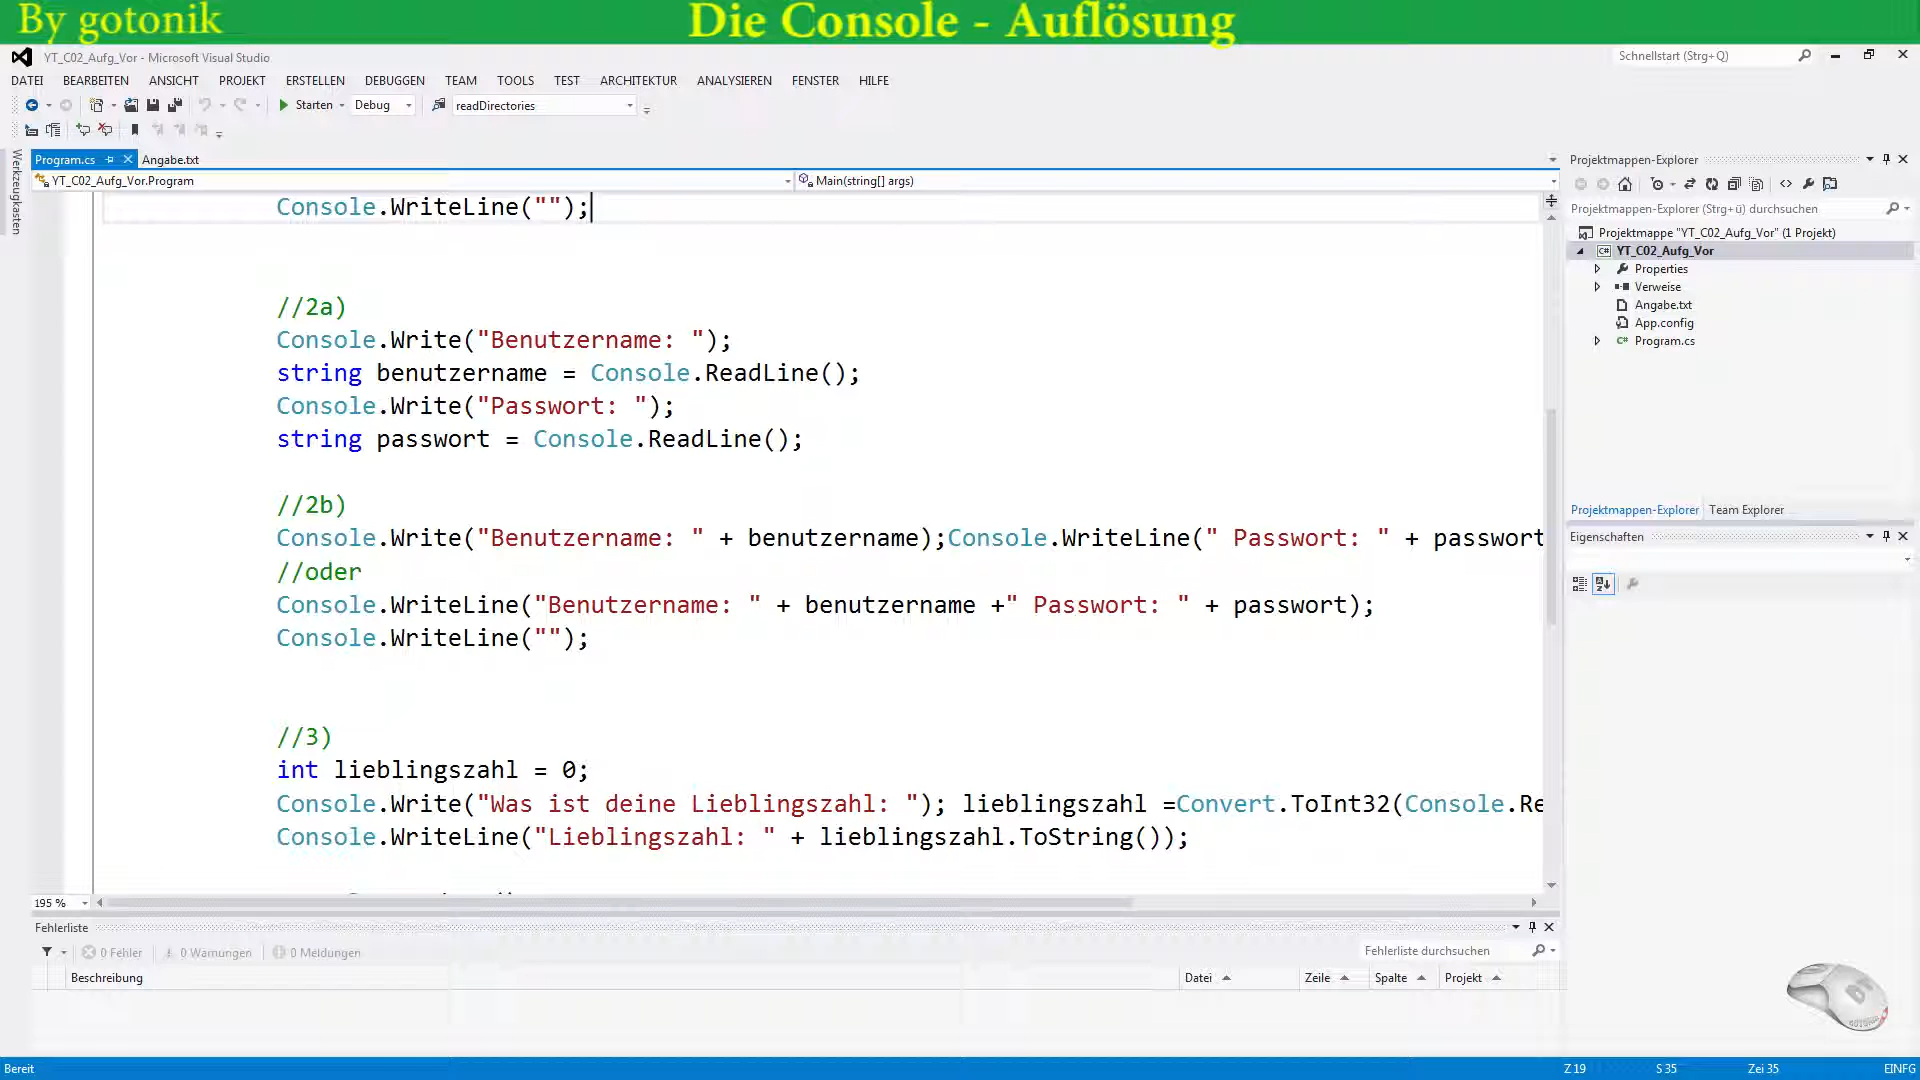 By gotonik
Die Console - Auflösung
YT_C02_Aufg_Vor - Microsoft Visual Studio
Schnellstart (Strg+Q)
DATEI BEARBEITEN ANSICHT PROJEKT ERSTELLEN DEBUGGEN TEAM TOOLS TEST ARCHITEKTUR ANALYSIEREN FENSTER HILFE
Starten Debug readDirectories
Werkzeugkasten
Program.cs Angabe.txt
YT_C02_Aufg_Vor.Program Main(string[] args)
Console.WriteLine("");
//2a)
Console.Write("Benutzername: ");
string benutzername = Console.ReadLine();
Console.Write("Passwort: ");
string passwort = Console.ReadLine();
//2b)
Console.Write("Benutzername: " + benutzername);Console.WriteLine(" Passwort: " + passwort
//oder
Console.WriteLine("Benutzername: " + benutzername +" Passwort: " + passwort);
Console.WriteLine("");
//3)
int lieblingszahl = 0;
Console.Write("Was ist deine Lieblingszahl: "); lieblingszahl =Convert.ToInt32(Console.Re
Console.WriteLine("Lieblingszahl: " + lieblingszahl.ToString());
195 %
Projektmappen-Explorer
Projektmappen-Explorer (Strg+ü) durchsuchen
Projektmappe "YT_C02_Aufg_Vor" (1 Projekt)
YT_C02_Aufg_Vor
Properties
Verweise
Angabe.txt
App.config
Program.cs
Projektmappen-Explorer Team Explorer
Eigenschaften
Fehlerliste
0 Fehler 0 Warnungen 0 Meldungen
Fehlerliste durchsuchen
Beschreibung Datei Zeile Spalte Projekt
Bereit Z 19 S 35 Zei 35 EINFG